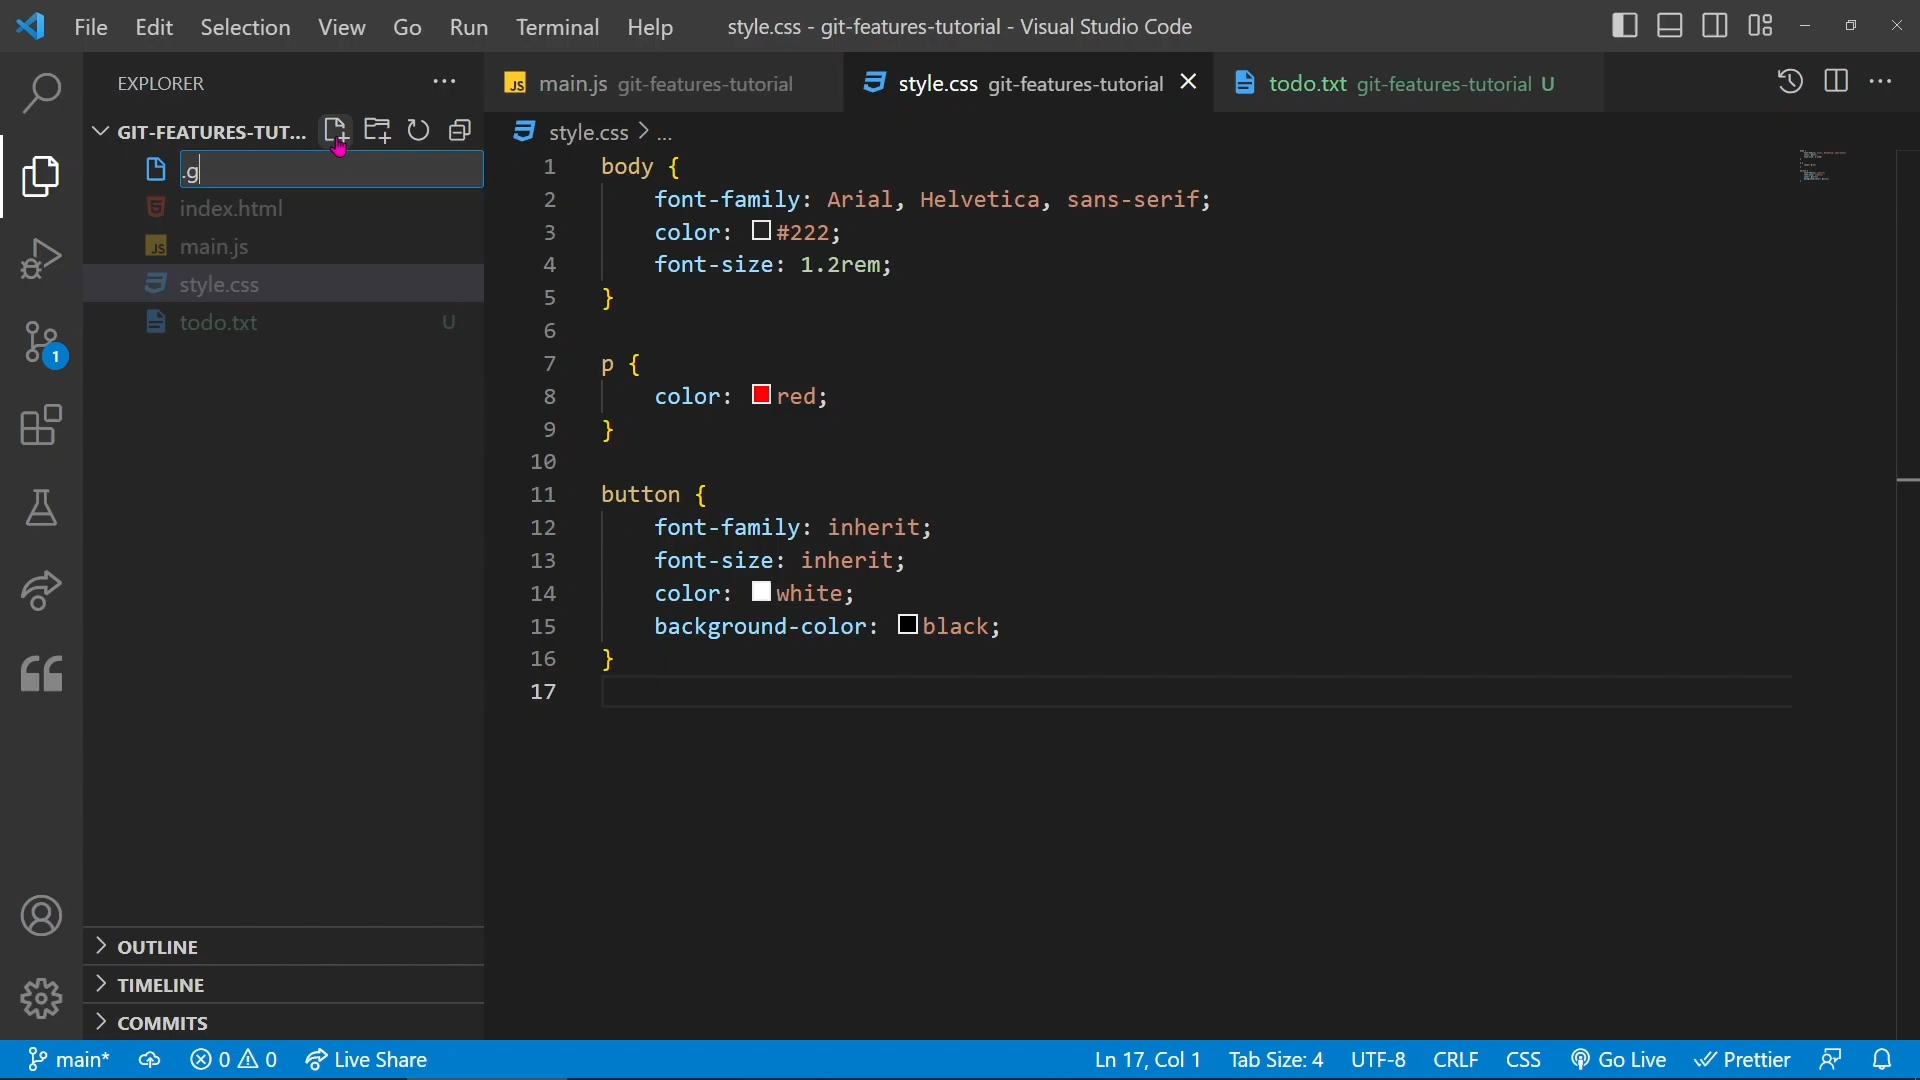 File Edit Selection View Go Run Terminal Help style.css - git-features-tutorial - Visual Studio Code
EXPLORER
GIT-FEATURES-TUT...
.g
index.html
JS main.js
style.css
todo.txt U
1
OUTLINE
TIMELINE
COMMITS
JS main.js git-features-tutorial style.css git-features-tutorial todo.txt git-features-tutorial U
style.css > ...
1 body {
2 font-family: Arial, Helvetica, sans-serif;
3 color: #222;
4 font-size: 1.2rem;
5 }
6
7 p {
8 color: red;
9 }
10
11 button {
12 font-family: inherit;
13 font-size: inherit;
14 color: white;
15 background-color: black;
16 }
17
main* 0 0 Live Share Ln 17, Col 1 Tab Size: 4 UTF-8 CRLF CSS Go Live Prettier